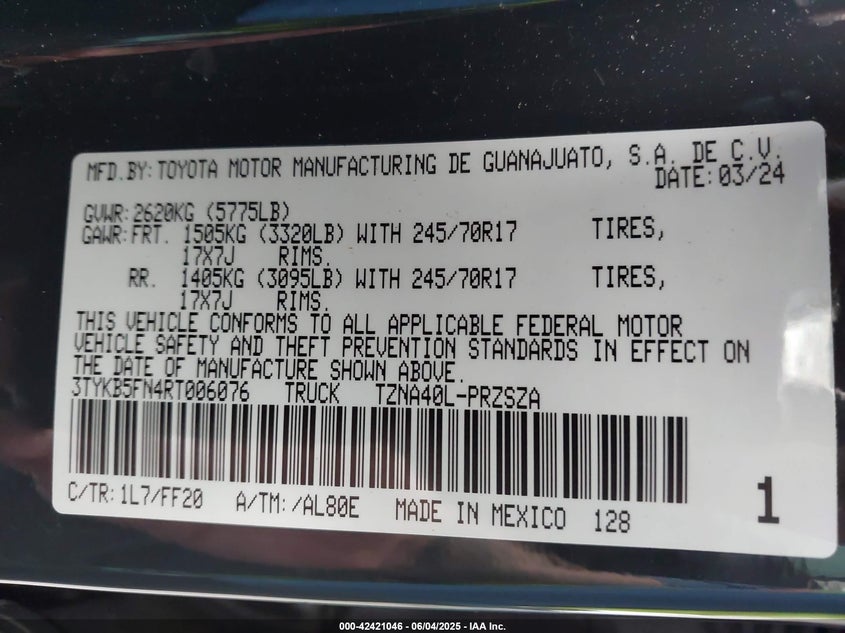 MFD.BY: TOYOTA MOTOR MANUFACTURING DE GUANAJUATO, S.A. DE C.V.
DATE: 03/24
GVWR: 2620KG (5775LB)
GAWR: FRT. 1505KG (3320LB) WITH 245/70R17 TIRES,
17X7J RIMS.
RR. 1405KG (3095LB) WITH 245/70R17 TIRES,
17X7J RIMS.
THIS VEHICLE CONFORMS TO ALL APPLICABLE FEDERAL MOTOR
VEHICLE SAFETY AND THEFT PREVENTION STANDARDS IN EFFECT ON
THE DATE OF MANUFACTURE SHOWN ABOVE.
3TYKB5FN4RT006076 TRUCK TZNA40L-PRZSZA
C/TR: 1L7/FF20 A/TM: /AL80E MADE IN MEXICO 128
1
000-42421046 - 06/04/2025 - IAA Inc.